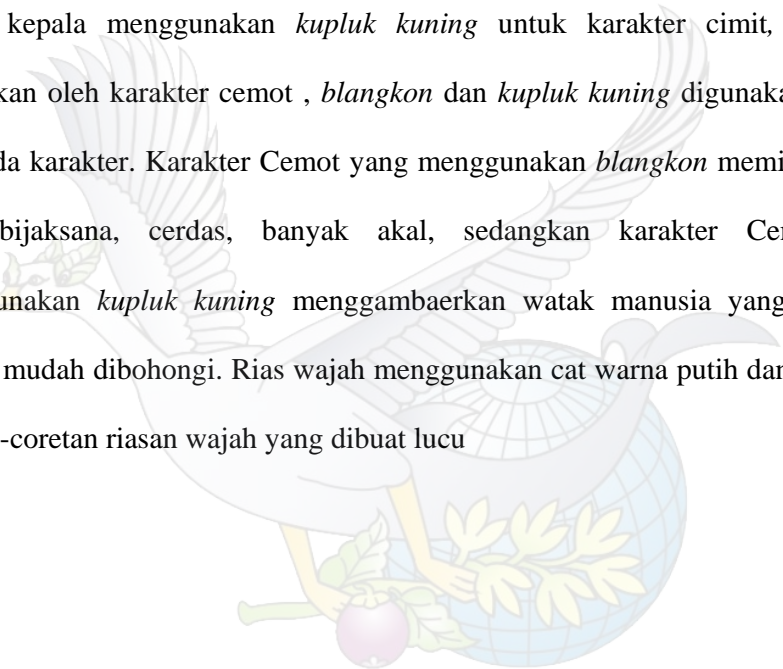 kepala menggunakan kupluk kuning untuk karakter cimit,
kan oleh karakter cemot , blangkon dan kupluk kuning digunaka
da karakter. Karakter Cemot yang menggunakan blangkon memi
bijaksana, cerdas, banyak akal, sedangkan karakter Ce
unakan kupluk kuning menggambaerkan watak manusia yang
mudah dibohongi. Rias wajah menggunakan cat warna putih dan
-coretan riasan wajah yang dibuat lucu